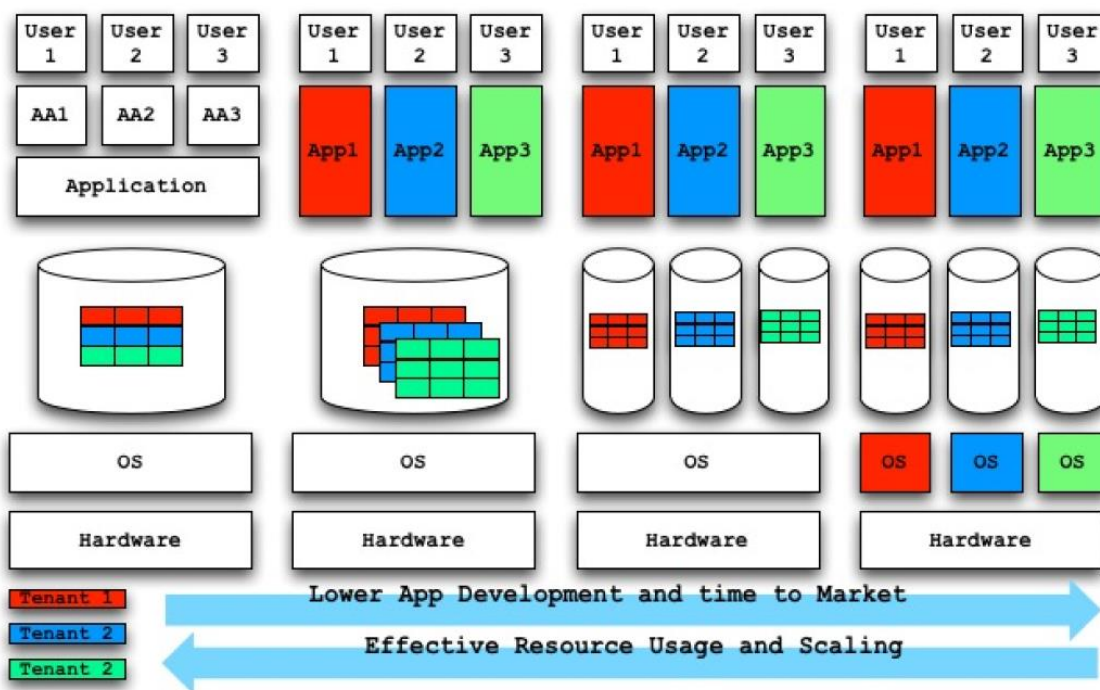 User 1 User 2 User 3 User 1 User 2 User 3 User 1 User 2 User 3 User 1 User 2 User 3
AA1 AA2 AA3 App1 App2 App3 App1 App2 App3 App1 App2 App3
Application
OS OS OS OS OS OS
Hardware Hardware Hardware Hardware
Tenant 1
Lower App Development and time to Market
Tenant 2
Effective Resource Usage and Scaling
Tenant 2